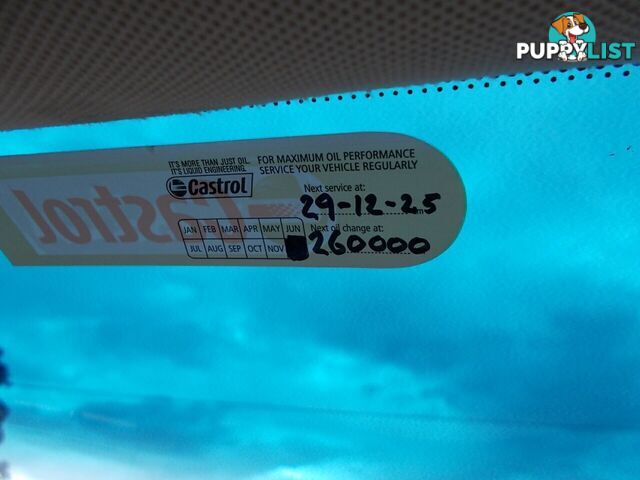 PUPPYLIST
IT'S MORE THAN JUST OIL.
IT'S LIQUID ENGINEERING.
FOR MAXIMUM OIL PERFORMANCE
SERVICE YOUR VEHICLE REGULARLY
Castrol
Castrol
Next service at:
29-12-25
JAN FEB MAR APR MAY JUN
JUL AUG SEP OCT NOV
Next oil change at:
260000